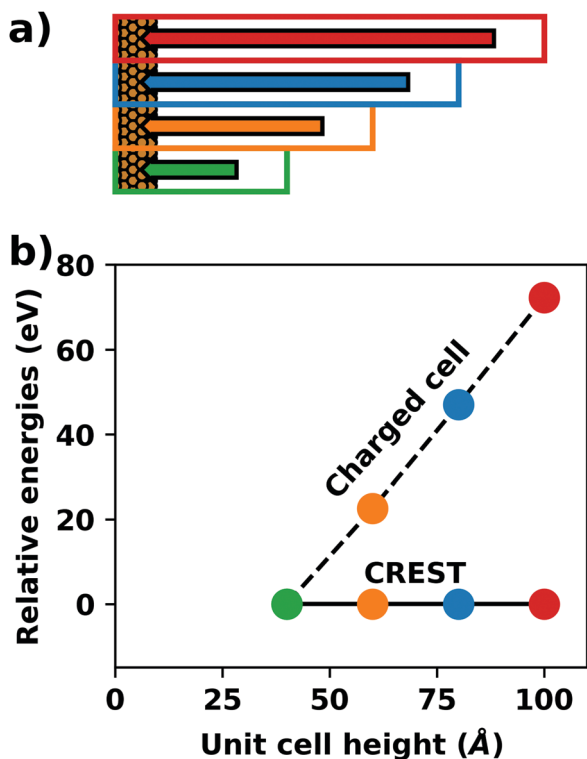 a)
b)
80
60
40
20
0
Relative energies (eV)
Charged cell
CREST
0 25 50 75 100
Unit cell height (Å)